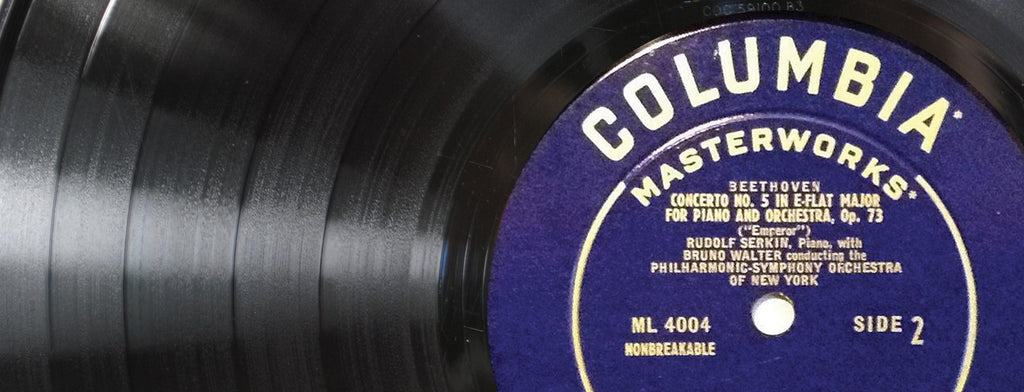 COLUMBIA*
MASTERWORKS*
BEETHOVEN
CONCERTO NO. 5 IN E-FLAT MAJOR
FOR PIANO AND ORCHESTRA, Op. 73
("Emperor")
RUDOLF SERKIN, Piano, with
BRUNO WALTER conducting the
PHILHARMONIC-SYMPHONY ORCHESTRA
OF NEW YORK
ML 4004
SIDE 2
NONBREAKABLE